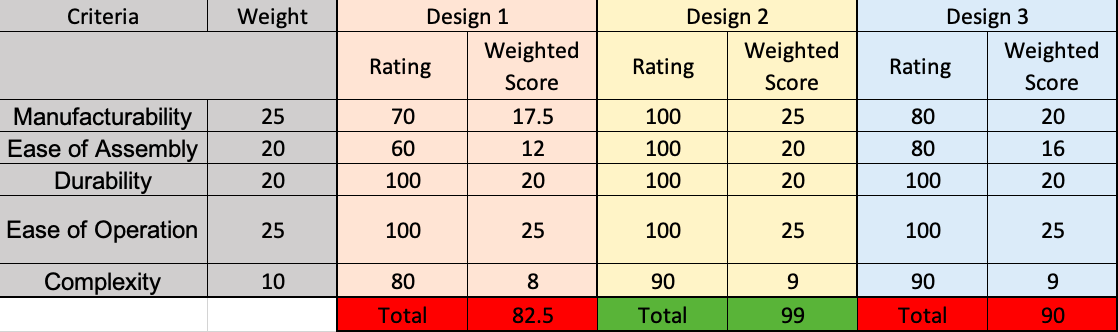 Criteria Weight Design 1 Design 2 Design 3
Rating Weighted Score Rating Weighted Score Rating Weighted Score
Manufacturability 25 70 17.5 100 25 80 20
Ease of Assembly 20 60 12 100 20 80 16
Durability 20 100 20 100 20 100 20
Ease of Operation 25 100 25 100 25 100 25
Complexity 10 80 8 90 9 90 9
Total 82.5 Total 99 Total 90